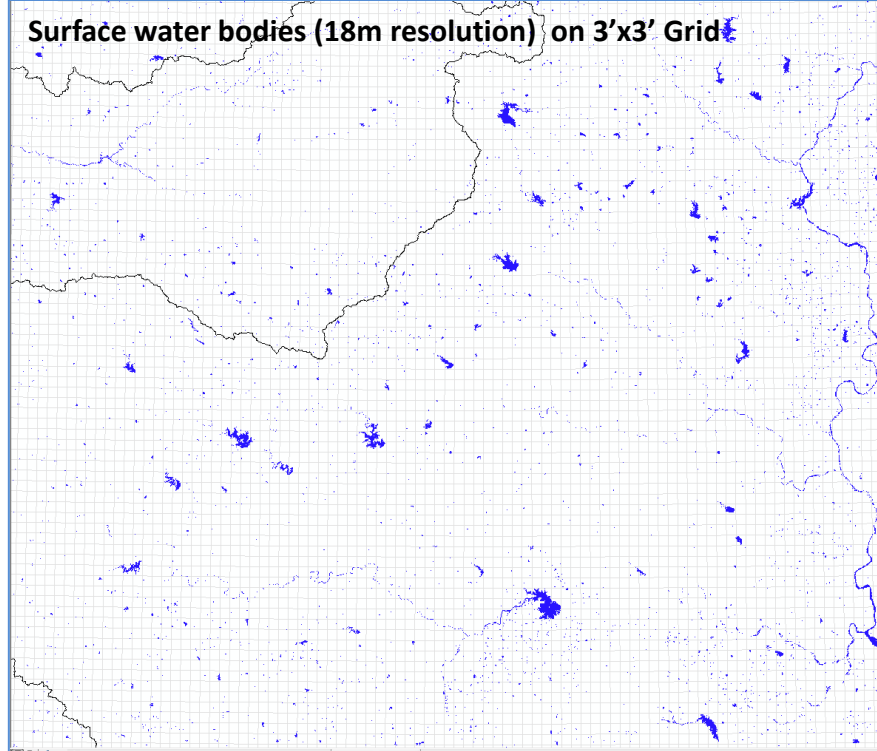 Surface water bodies (18m resolution) on 3’x3’ Grid